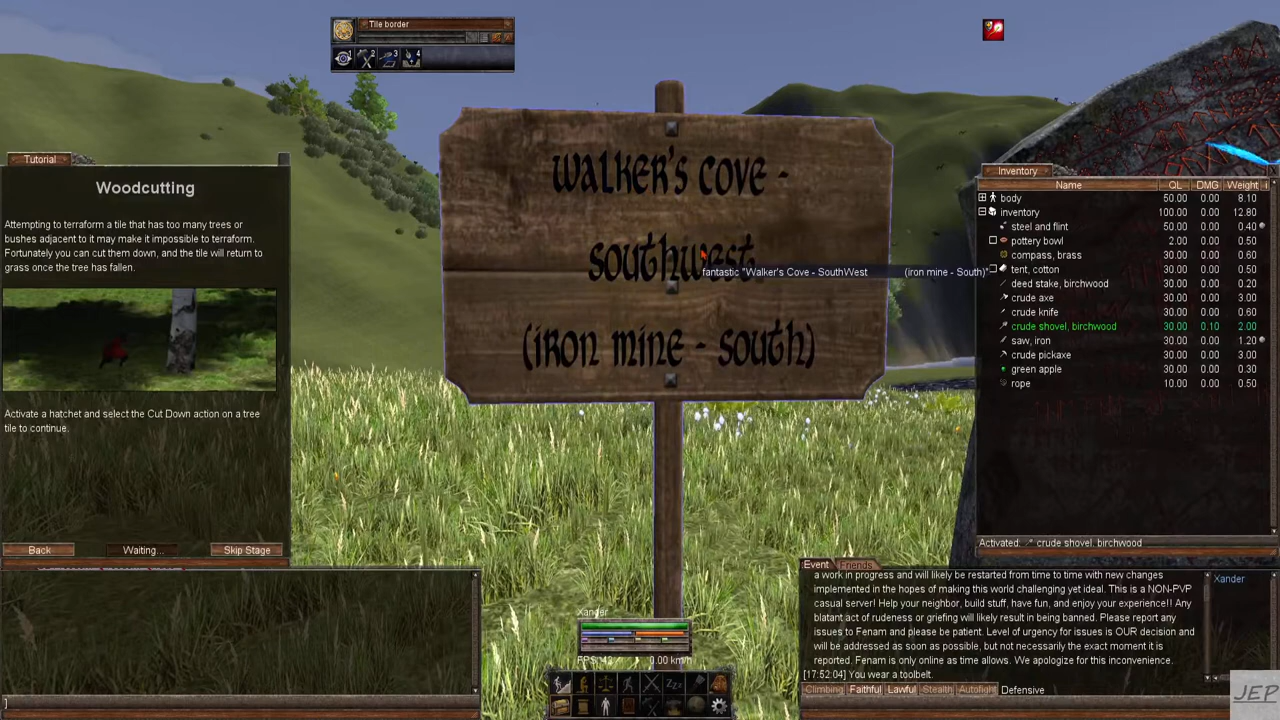 Tile border
1 2 3 4
Tutorial
Woodcutting
Attempting to terraform a tile that has too many trees or
bushes adjacent to it may make it impossible to terraform.
Fortunately you can cut them down, and the tile will return to
grass once the tree has fallen.
Activate a hatchet and select the Cut Down action on a tree
tile to continue.
Back
Waiting...
Skip Stage
Walker's Cove -
Southwest
(iron mine - South)
fantastic "Walker's Cove - SouthWest (iron mine - South)"
Inventory
Name QL DMG Weight
body 50.00 0.00 8.10
inventory 100.00 0.00 12.80
steel and flint 50.00 0.00 0.40
pottery bowl 2.00 0.00 0.50
compass, brass 30.00 0.00 0.60
tent, cotton 30.00 0.00 0.50
deed stake, birchwood 30.00 0.00 0.20
crude axe 30.00 0.00 3.00
crude knife 30.00 0.00 0.60
crude shovel, birchwood 30.00 0.10 2.00
saw, iron 30.00 0.00 1.20
crude pickaxe 30.00 0.00 3.00
green apple 30.00 0.00 0.30
rope 10.00 0.00 0.50
Activated: crude shovel, birchwood
:Event Friends
a work in progress and will likely be restarted from time to time with new changes
implemented in the hopes of making this world challenging yet ideal. This is a NON-PVP
casual server! Help your neighbor, build stuff, have fun, and enjoy your experience!! Any
blatant act of rudeness or griefing will likely result in being banned. Please report any
issues to Fenam and please be patient. Level of urgency for issues is OUR decision and
will be addressed as soon as possible, but not necessarily the exact moment it is
reported. Fenam is only online as time allows. We apologize for this inconvenience.
[17:52:04] You wear a toolbelt.
Xander
Climbing Faithful Lawful Stealth Autofight Defensive
Xander
0.00 km/h
zZZ
JEP